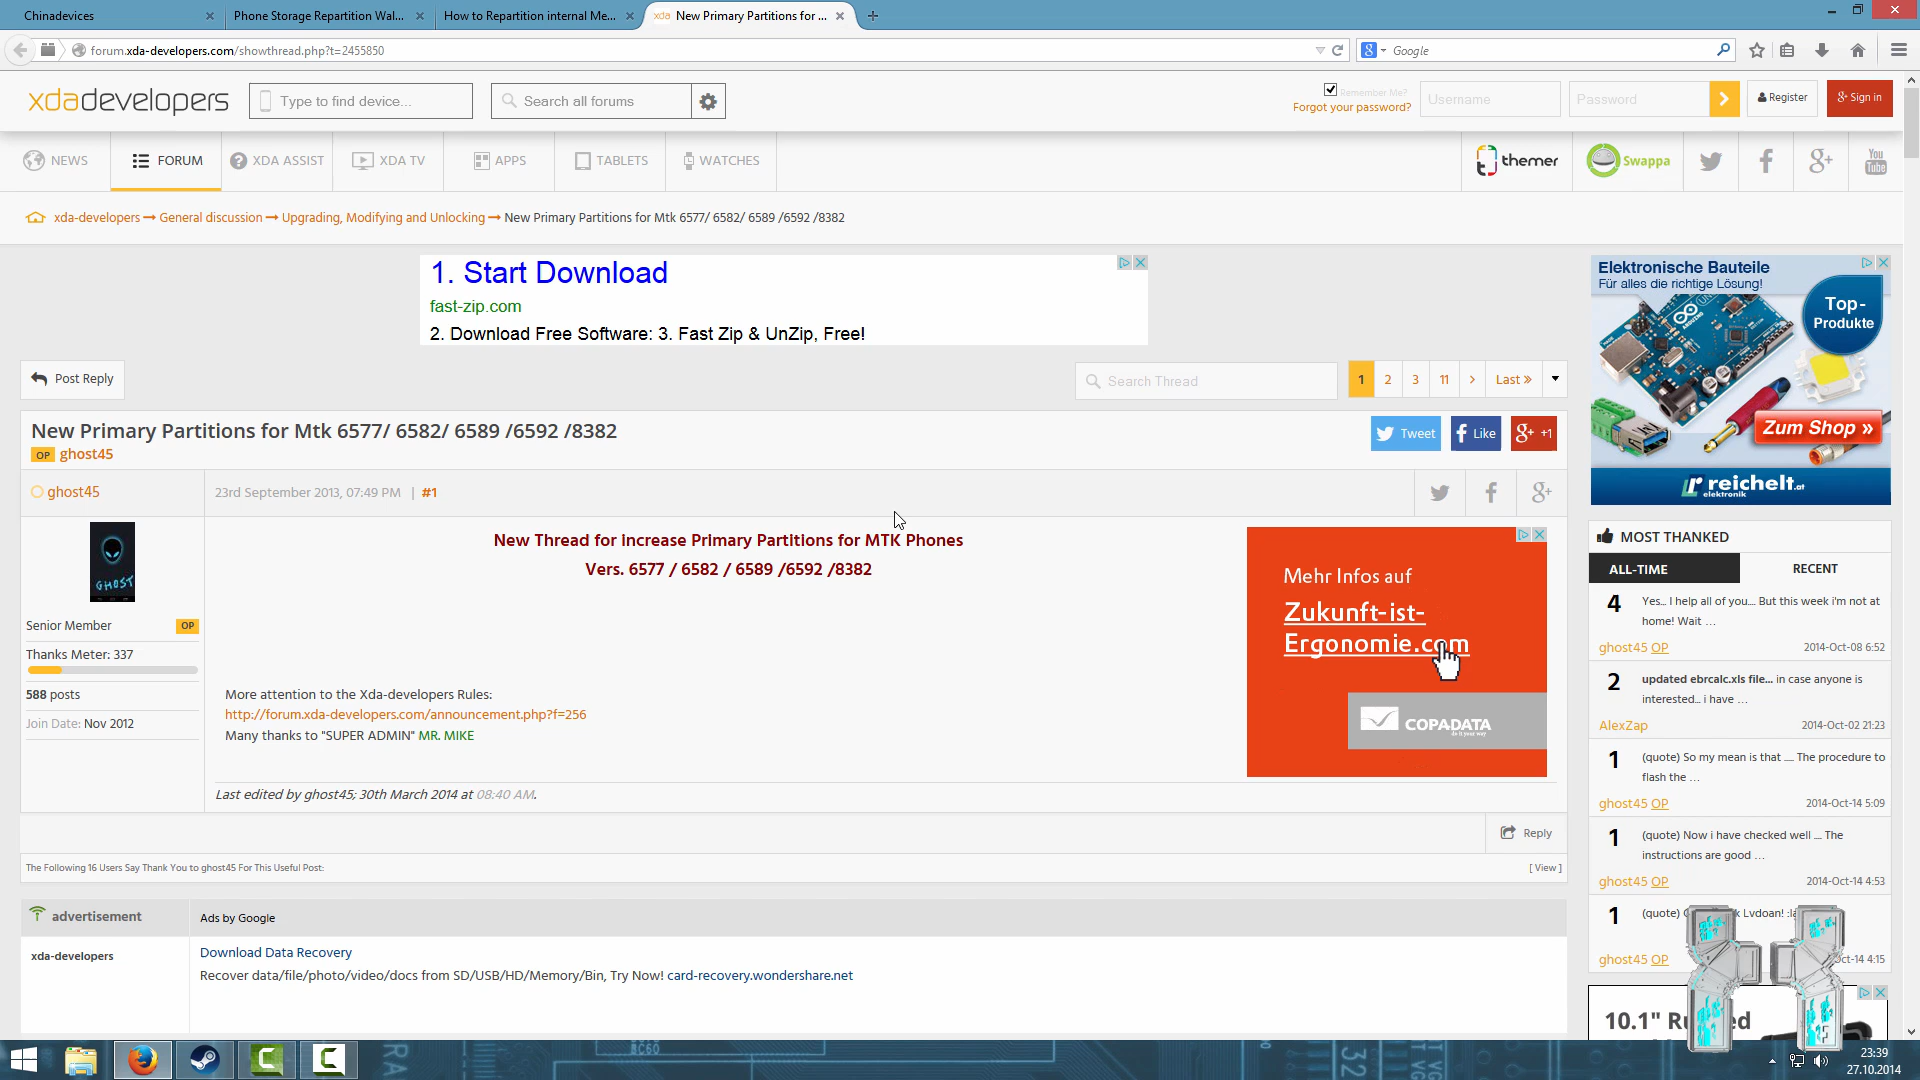 Chinadevices
Phone Storage Repartition Wal...
How to Repartition internal Me...
xda New Primary Partitions for ...
forum.xda-developers.com/showthread.php?t=2455850
Google
xdadevelopers
Type to find device...
Search all forums
Remember Me?
Forgot your password?
Username
Password
Register
Sign in
NEWS
FORUM
XDA ASSIST
XDA TV
APPS
TABLETS
WATCHES
themer
Swappa
You Tube
xda-developers → General discussion → Upgrading, Modifying and Unlocking → New Primary Partitions for Mtk 6577/ 6582/ 6589 /6592 /8382
1. Start Download
fast-zip.com
2. Download Free Software: 3. Fast Zip & UnZip, Free!
Elektronische Bauteile
Für alles die richtige Lösung!
Top-
Produkte
Zum Shop »
reichelt.at
elektronik
Post Reply
Search Thread
1 2 3 11 > Last »
New Primary Partitions for Mtk 6577/ 6582/ 6589 /6592 /8382
OP ghost45
Tweet
Like
+1
ghost45
23rd September 2013, 07:49 PM | #1
GHOST
Senior Member OP
Thanks Meter: 337
588 posts
Join Date: Nov 2012
New Thread for increase Primary Partitions for MTK Phones
Vers. 6577 / 6582 / 6589 /6592 /8382
More attention to the Xda-developers Rules:
http://forum.xda-developers.com/announcement.php?f=256
Many thanks to "SUPER ADMIN" MR. MIKE
Last edited by ghost45; 30th March 2014 at 08:40 AM.
Mehr Infos auf
Zukunft-ist-
Ergonomie.com
COPADATA
do it your way
Reply
The Following 16 Users Say Thank You to ghost45 For This Useful Post:
[ View ]
advertisement
Ads by Google
xda-developers
Download Data Recovery
Recover data/file/photo/video/docs from SD/USB/HD/Memory/Bin, Try Now! card-recovery.wondershare.net
MOST THANKED
ALL-TIME
RECENT
4 Yes... I help all of you.... But this week i'm not at
home! Wait …
ghost45 OP 2014-Oct-08 6:52
2 updated ebrcalc.xls file... in case anyone is
interested.. i have …
AlexZap 2014-Oct-02 21:23
1 (quote) So my mean is that .... The procedure to
flash the …
ghost45 OP 2014-Oct-14 5:09
1 (quote) Now i have checked well ... The
instructions are good …
ghost45 OP 2014-Oct-14 4:53
1 (quote) Lvdoan!
ghost45 OP 4:15
10.1"
23:39
27.10.2014